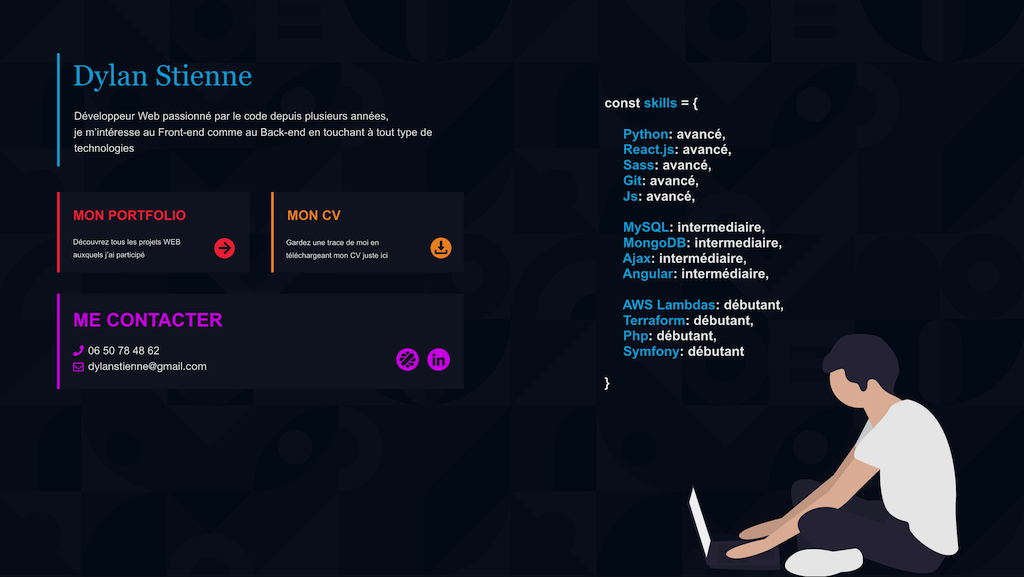 Dylan Stienne
Développeur Web passionné par le code depuis plusieurs années,
je m'intéresse au Front-end comme au Back-end en touchant à tout type de
technologies
MON PORTFOLIO
Découvrez tous les projets WEB
auxquels j'ai participé
MON CV
Gardez une trace de moi en
téléchargeant mon CV juste ici
ME CONTACTER
06 50 78 48 62
dylanstienne@gmail.com
in
const skills = {
Python: avancé,
React.js: avancé,
Sass: avancé,
Git: avancé,
Js: avancé,
MySQL: intermediaire,
MongoDB: intermediaire,
Ajax: intermédiaire,
Angular: intermédiaire,
AWS Lambdas: débutant,
Terraform: débutant,
Php: débutant,
Symfony: débutant
}